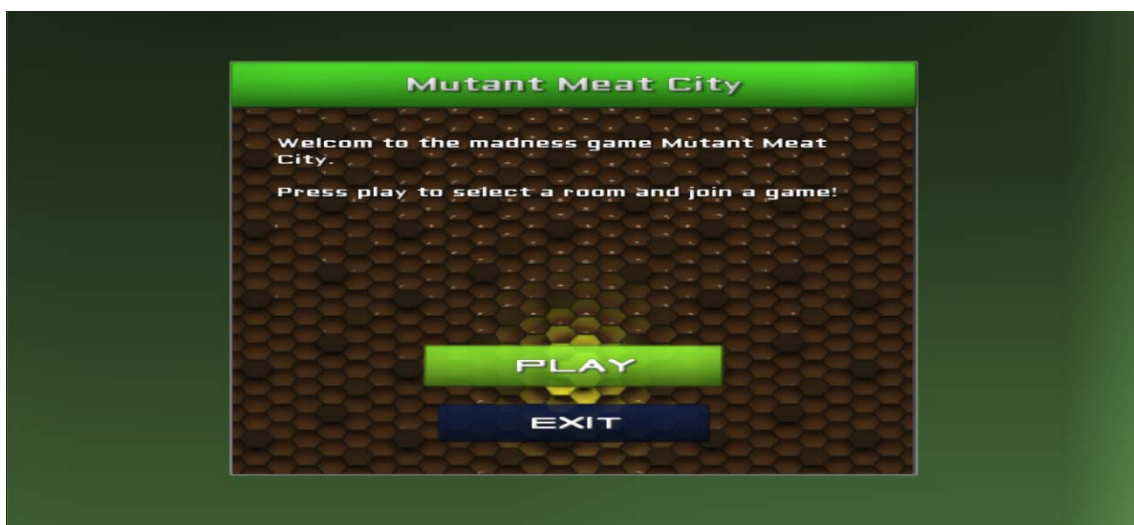 Mutant Meat City
Welcom to the madness game Mutant Meat
City.
Press play to select a room and join a game!
PLAY
EXIT